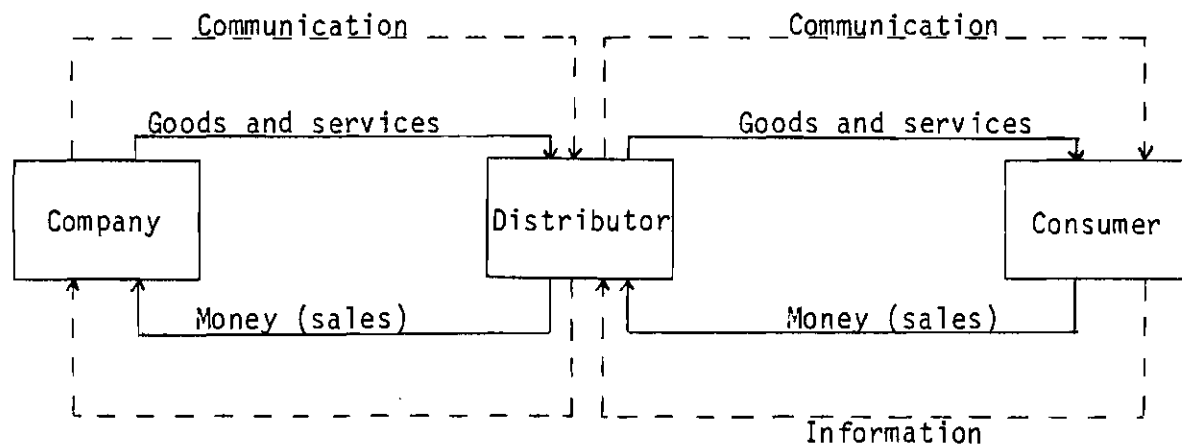 Communication
Communication
Goods and services
Goods and services
Company
Distributor
Consumer
Money (sales)
Money (sales)
Information